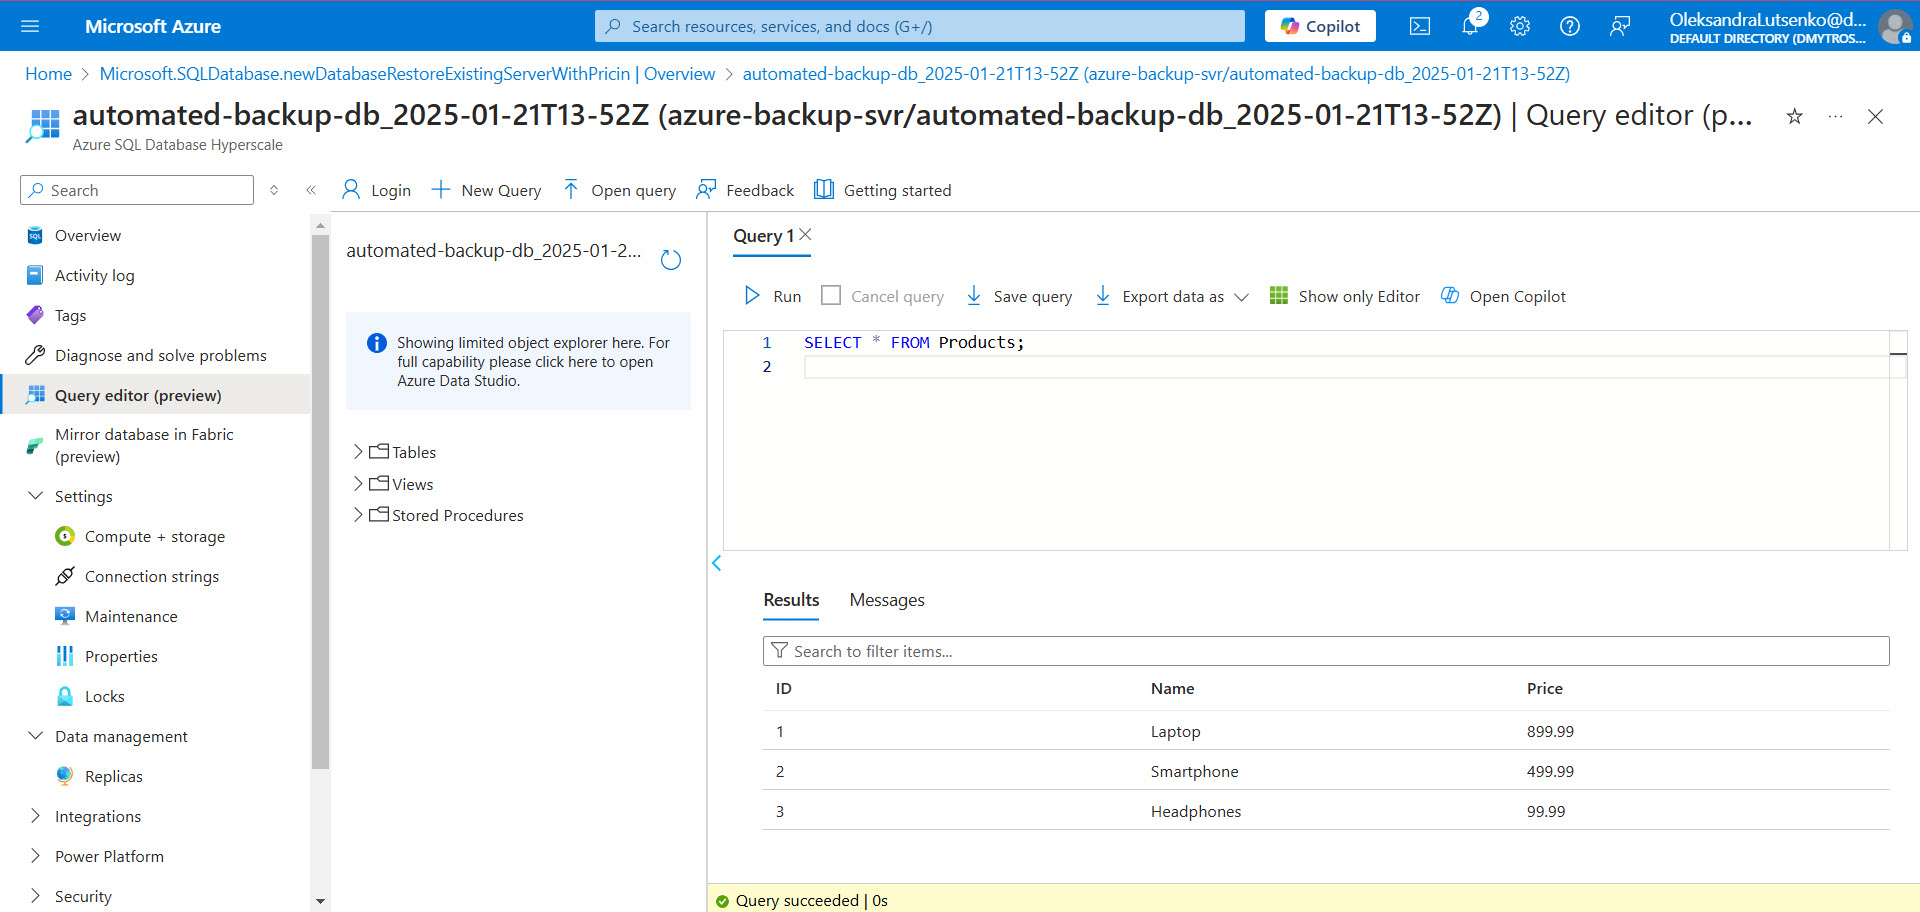 Microsoft Azure
Search resources, services, and docs (G+/)
Copilot
2
OleksandraLutsenko@d...
DEFAULT DIRECTORY (DMYTROS...
Home > Microsoft.SQLDatabase.newDatabaseRestoreExistingServerWithPricin | Overview > automated-backup-db_2025-01-21T13-52Z (azure-backup-svr/automated-backup-db_2025-01-21T13-52Z)
automated-backup-db_2025-01-21T13-52Z (azure-backup-svr/automated-backup-db_2025-01-21T13-52Z) | Query editor (p...
Azure SQL Database Hyperscale
Search
Login
New Query
Open query
Feedback
Getting started
Overview
Activity log
Tags
Diagnose and solve problems
Query editor (preview)
Mirror database in Fabric
(preview)
Settings
Compute + storage
Connection strings
Maintenance
Properties
Locks
Data management
Replicas
Integrations
Power Platform
Security
automated-backup-db_2025-01-2...
Showing limited object explorer here. For
full capability please click here to open
Azure Data Studio.
Tables
Views
Stored Procedures
Query 1
Run
Cancel query
Save query
Export data as
Show only Editor
Open Copilot
1 SELECT * FROM Products;
2
Results
Messages
Search to filter items...
ID Name Price
1 Laptop 899.99
2 Smartphone 499.99
3 Headphones 99.99
Query succeeded | 0s